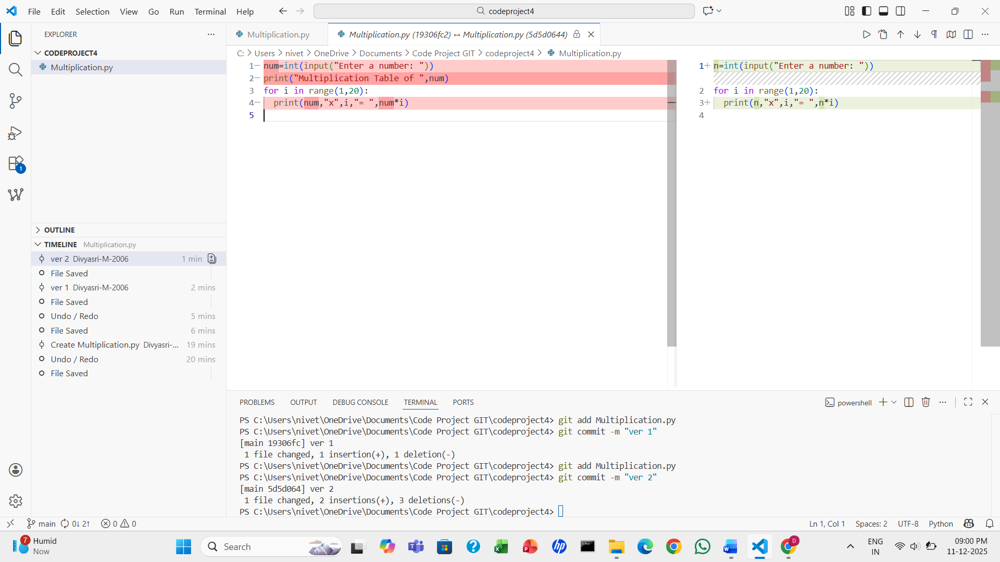 File Edit Selection View Go Run Terminal Help
codeproject4
EXPLORER
CODEPROJECT4
Multiplication.py
OUTLINE
TIMELINE Multiplication.py
ver 2 Divyasri-M-2006 1 min
File Saved
ver 1 Divyasri-M-2006 2 mins
File Saved
Undo / Redo 5 mins
File Saved 6 mins
Create Multiplication.py Divyasri-... 19 mins
Undo / Redo 20 mins
File Saved
1
Multiplication.py
Multiplication.py (19306fc2) ↔ Multiplication.py (5d5d0644)
C: > Users > nivet > OneDrive > Documents > Code Project GIT > codeproject4 > Multiplication.py
1− num=int(input("Enter a number: "))
2− print("Multiplication Table of ",num)
3 for i in range(1,20):
4− print(num,"x",i,"= ",num*i)
5
1+ n=int(input("Enter a number: "))
2 for i in range(1,20):
3+ print(n,"x",i,"= ",n*i)
4
PROBLEMS OUTPUT DEBUG CONSOLE TERMINAL PORTS
powershell
PS C:\Users\nivet\OneDrive\Documents\Code Project GIT\codeproject4> git add Multiplication.py
PS C:\Users\nivet\OneDrive\Documents\Code Project GIT\codeproject4> git commit -m "ver 1"
[main 19306fc] ver 1
1 file changed, 1 insertion(+), 1 deletion(-)
PS C:\Users\nivet\OneDrive\Documents\Code Project GIT\codeproject4> git add Multiplication.py
PS C:\Users\nivet\OneDrive\Documents\Code Project GIT\codeproject4> git commit -m "ver 2"
[main 5d5d064] ver 2
1 file changed, 2 insertions(+), 3 deletions(-)
PS C:\Users\nivet\OneDrive\Documents\Code Project GIT\codeproject4>
main 0↓ 2↑ 0 0
Ln 1, Col 1 Spaces: 2 UTF-8 Python
7
Humid
Now
Search
hp
D
ENG
IN
09:00 PM
11-12-2025